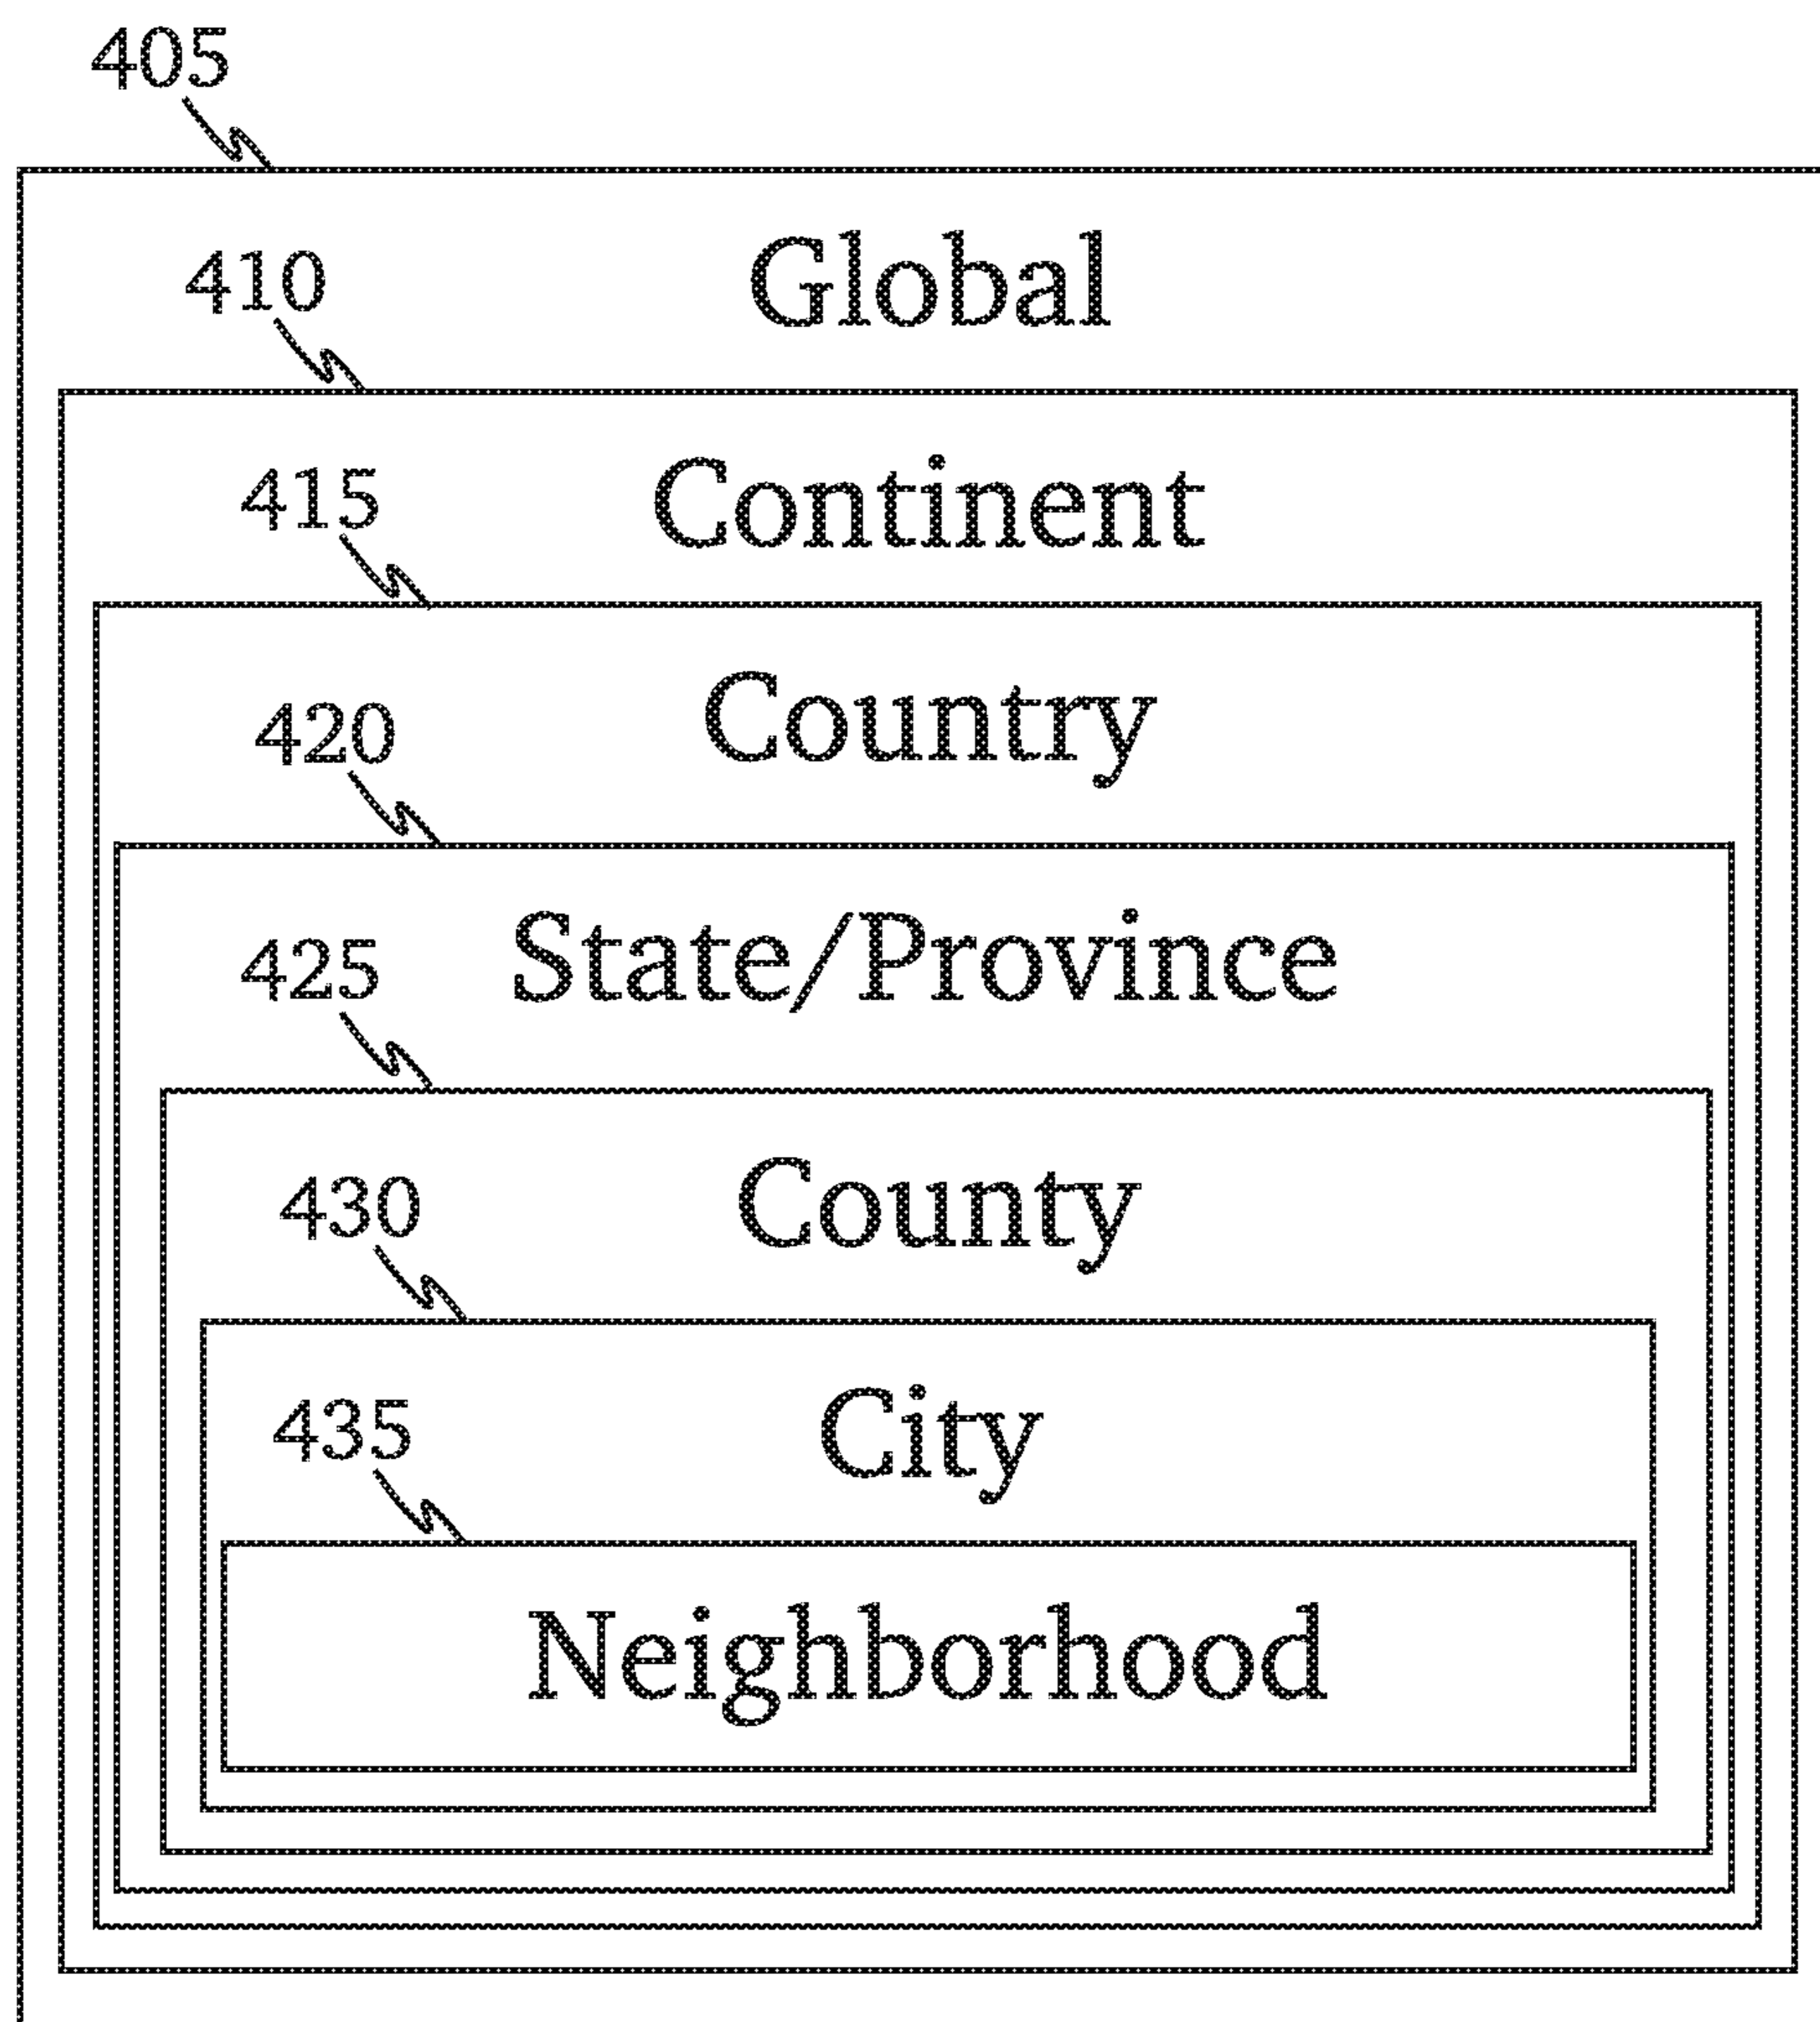 405
Global
410
Continent
415
Country
420
State/Province
425
County
430
City
435
Neighborhood